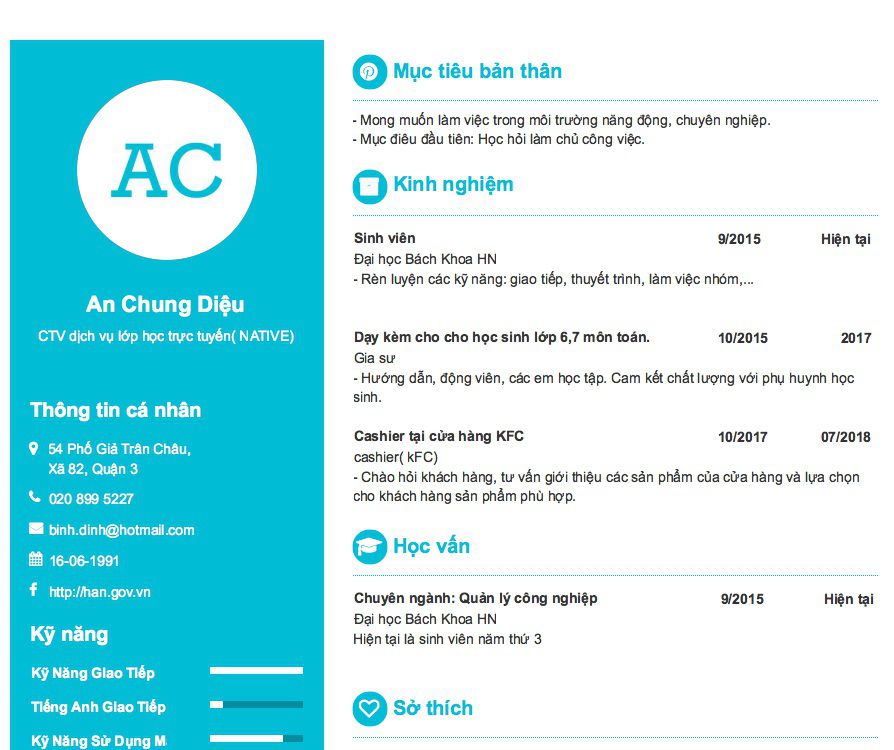 AC
An Chung Diệu
CTV dịch vụ lớp học trực tuyến( NATIVE)
Thông tin cá nhân
54 Phố Giả Trân Châu,
Xã 82, Quận 3
020 899 5227
binh.dinh@hotmail.com
16-06-1991
http://han.gov.vn
Kỹ năng
Kỹ Năng Giao Tiếp
Tiếng Anh Giao Tiếp
Kỹ Năng Sử Dụng M
Mục tiêu bản thân
- Mong muốn làm việc trong môi trường năng động, chuyên nghiệp.
- Mục điêu đầu tiên: Học hỏi làm chủ công việc.
Kinh nghiệm
Sinh viên 9/2015 Hiện tại
Đại học Bách Khoa HN
- Rèn luyện các kỹ năng: giao tiếp, thuyết trình, làm việc nhóm,...
Dạy kèm cho cho học sinh lớp 6,7 môn toán. 10/2015 2017
Gia sư
- Hướng dẫn, động viên, các em học tập. Cam kết chất lượng với phụ huynh học
sinh.
Cashier tại cửa hàng KFC 10/2017 07/2018
cashier( kFC)
- Chào hỏi khách hàng, tư vấn giới thiệu các sản phẩm của cửa hàng và lựa chọn
cho khách hàng sản phẩm phù hợp.
Học vấn
Chuyên ngành: Quản lý công nghiệp 9/2015 Hiện tại
Đại học Bách Khoa HN
Hiện tại là sinh viên năm thứ 3
Sở thích